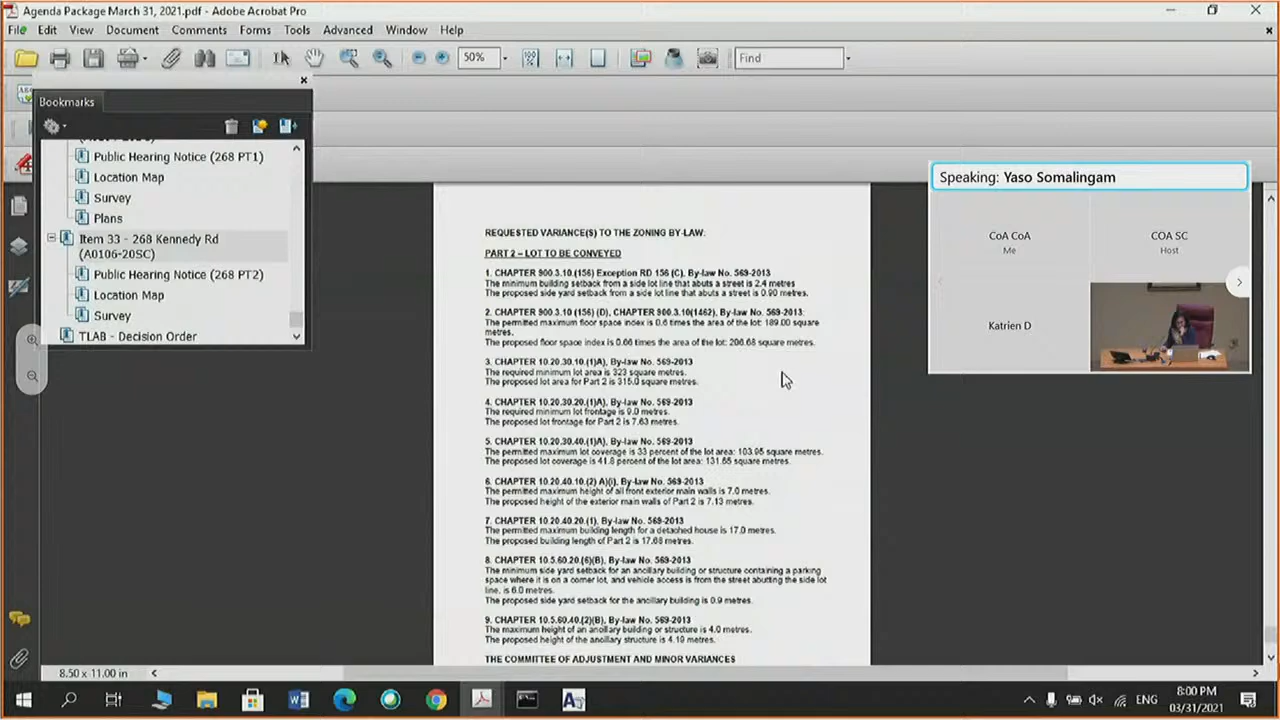 Agenda Package March 31, 2021.pdf - Adobe Acrobat Pro
File Edit View Document Comments Forms Tools Advanced Window Help
50%
Find
Bookmarks
Public Hearing Notice (268 PT1)
Location Map
Survey
Plans
Item 33 - 268 Kennedy Rd
(A0106-20SC)
Public Hearing Notice (268 PT2)
Location Map
Survey
TLAB - Decision Order
Speaking: Yaso Somalingam
CoA CoA
Me
COA SC
Host
Katrien D
REQUESTED VARIANCE(S) TO THE ZONING BY-LAW:
PART 2 – LOT TO BE CONVEYED
1. CHAPTER 900.3.10.(156) Exception RD 156 (C), By-law No. 569-2013
The minimum building setback from a side lot line that abuts a street is 2.4 metres
The proposed side yard setback from a side lot line that abuts a street is 0.90 metres.
2. CHAPTER 900.3.10 (156) (D), CHAPTER 900.3.10(1462), By-law No. 569-2013:
The permitted maximum floor space index is 0.6 times the area of the lot: 189.00 square
metres.
The proposed floor space index is 0.66 times the area of the lot: 206.68 square metres.
3. CHAPTER 10.20.30.10.(1)A), By-law No. 569-2013
The required minimum lot area is 323 square metres.
The proposed lot area for Part 2 is 315.0 square metres.
4. CHAPTER 10.20.30.20.(1)A), By-law No. 569-2013
The required minimum lot frontage is 9.0 metres.
The proposed lot frontage for Part 2 is 7.63 metres.
5. CHAPTER 10.20.30.40.(1)A), By-law No. 569-2013
The permitted maximum lot coverage is 33 percent of the lot area: 103.95 square metres.
The proposed lot coverage is 41.8 percent of the lot area: 131.65 square metres.
6. CHAPTER 10.20.40.10.(2) A)(i), By-law No. 569-2013
The permitted maximum height of all front exterior main walls is 7.0 metres.
The proposed height of the exterior main walls of Part 2 is 7.13 metres.
7. CHAPTER 10.20.40.20.(1), By-law No. 569-2013
The permitted maximum building length for a detached house is 17.0 metres.
The proposed building length of Part 2 is 17.68 metres.
8. CHAPTER 10.5.60.20.(6)(B), By-law No. 569-2013
The minimum side yard setback for an ancillary building or structure containing a parking
space where it is on a corner lot, and vehicle access is from the street abutting the side lot
line, is 6.0 metres.
The proposed side yard setback for the ancillary building is 0.9 metres.
9. CHAPTER 10.5.60.40.(2)(B), By-law No. 569-2013
The maximum height of an ancillary building or structure is 4.0 metres.
The proposed height of the ancillary structure is 4.19 metres.
THE COMMITTEE OF ADJUSTMENT AND MINOR VARIANCES
8.50 x 11.00 in
ENG
8:00 PM
03/31/2021